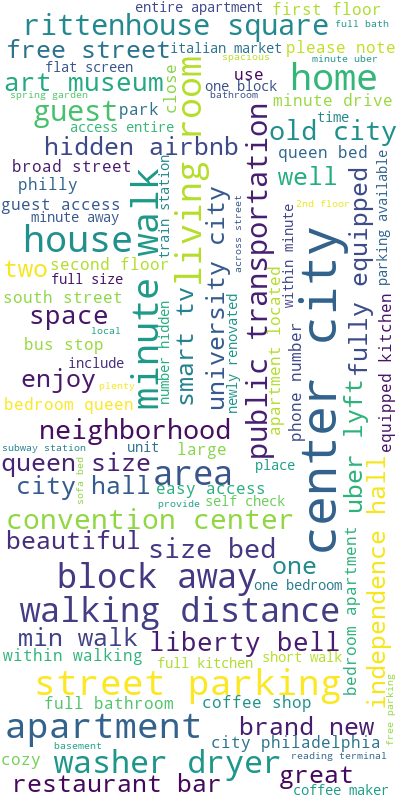 entire apartment
first floor
rittenhouse square
full bath
free street
italian market
please note
flat screen
spacious
minute uber
art museum
close
one block
home
spring garden
bathroom
guest
park
use
minute drive
access entire
time
hidden airbnb
old city
living room
broad street
queen bed
philly
train station
well
guest access
minute away
minute walk
public transportation
university city
across street
2nd floor
within minute
fully equipped
parking available
house
two
second floor
full size
south street
smart tv
space
local
number hidden
newly renovated
apartment located
phone number
center city
equipped kitchen
bus stop
include
enjoy
plenty
bedroom queen
uber lyft
neighborhood
subway station
unit
large
queen size
sofa bed
area
place
city hall
easy access
provide
self check
convention center
independence hall
beautiful
size bed
one
block away
one bedroom
bedroom apartment
walking distance
min walk
liberty bell
within walking
full kitchen
short walk
street parking
full bathroom
coffee shop
free parking
apartment
brand new
basement
city philadelphia
cozy
washer dryer
reading terminal
great
restaurant bar
coffee maker